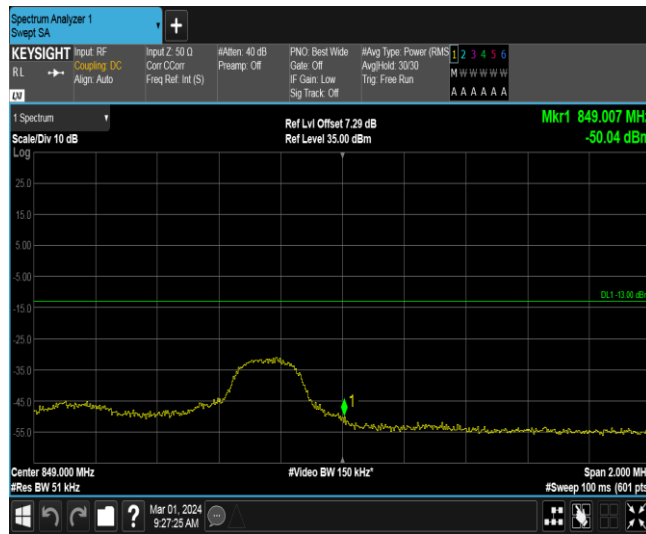 Spectrum Analyzer 1
Swept SA
KEYSIGHT
RL
LXI
Input: RF
Coupling: DC
Align: Auto
Input Z: 50 Ω
Corr CCorr
Freq Ref: Int (S)
#Atten: 40 dB
Preamp: Off
PNO: Best Wide
Gate: Off
IF Gain: Low
Sig Track: Off
#Avg Type: Power (RMS
Avg|Hold: 30/30
Trig: Free Run
1 2 3 4 5 6
M W W W W W
A A A A A A
1 Spectrum
Scale/Div 10 dB
Log
Ref Lvl Offset 7.29 dB
Ref Level 35.00 dBm
Mkr1 849.007 MHz
-50.04 dBm
25.0
15.0
5.00
-5.00
-15.0
-25.0
-35.0
-45.0
-55.0
DL1 -13.00 dBm
1
Center 849.000 MHz
#Res BW 51 kHz
#Video BW 150 kHz*
Span 2.000 MH
#Sweep 100 ms (601 pts
?
Mar 01, 2024
9:27:25 AM